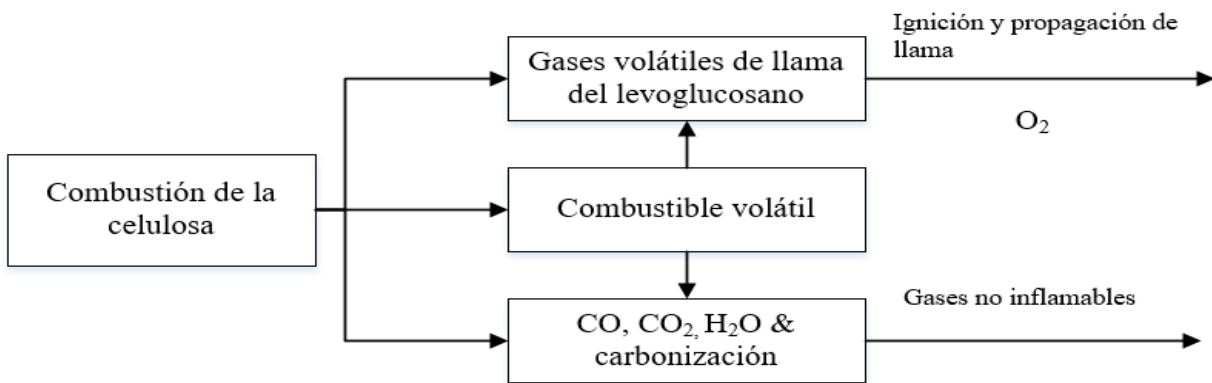 Ignición y propagación de
llama
Gases volátiles de llama
del levoglucosano
O₂
Combustión de la
celulosa
Combustible volátil
Gases no inflamables
CO, CO₂, H₂O &
carbonización